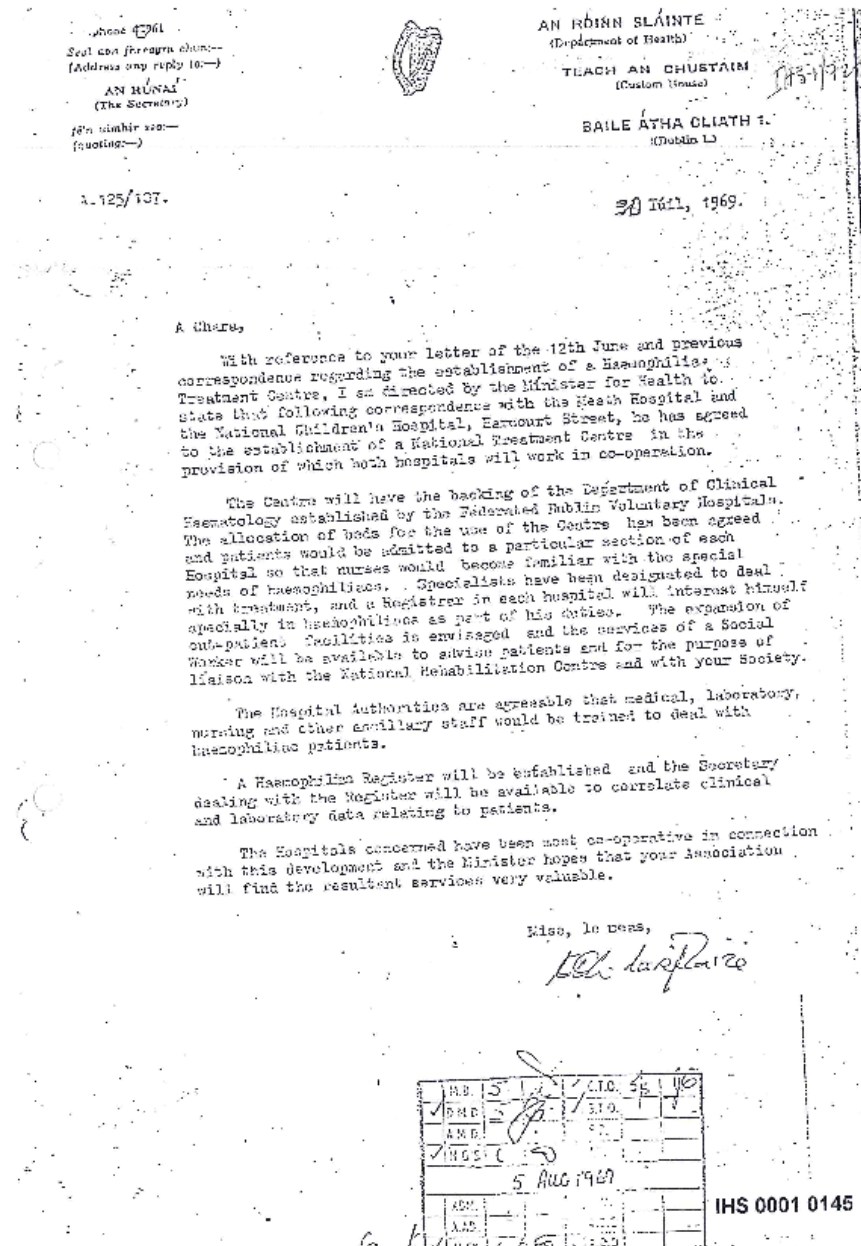 Seol aon fhreagra chun:—
(Address any reply to:—)
AN RÚNAÍ
(The Secretary)
fé'n uimhir seo:—
(quoting:—)
AN ROINN SLÁINTE
(Department of Health)
TEACH AN CHUSTAIM
(Custom House)
BAILE ÁTHA CLIATH 1.
(Dublin 1.)
A.125/137.
30 Iúil, 1969.
A Chara,
With reference to your letter of the 12th June and previous
correspondence regarding the establishment of a Haemophilia
Treatment Centre, I am directed by the Minister for Health to
state that following correspondence with the Meath Hospital and
the National Children's Hospital, Harcourt Street, he has agreed
to the establishment of a National Treatment Centre in the
provision of which both hospitals will work in co-operation.
The Centre will have the backing of the Department of Clinical
Haematology established by the Federated Dublin Voluntary Hospitals.
The allocation of beds for the use of the Centre has been agreed
and patients would be admitted to a particular section of each
Hospital so that nurses would become familiar with the special
needs of haemophiliacs. Specialists have been designated to deal
with treatment, and a Registrar in each hospital will interest himself
specially in haemophiliacs as part of his duties. The expansion of
out-patient facilities is envisaged and the services of a Social
Worker will be available to advise patients and for the purpose of
liaison with the National Rehabilitation Centre and with your Society.
The Hospital Authorities are agreeable that medical, laboratory,
nursing and other ancillary staff would be trained to deal with
haemophiliac patients.
A Haemophilia Register will be established and the Secretary
dealing with the Register will be available to correlate clinical
and laboratory data relating to patients.
The Hospitals concerned have been most co-operative in connection
with this development and the Minister hopes that your Association
will find the resultant services very valuable.
Mise, le meas,
M.D. 5 C.T.O.
D.M.D. 5 S.T.O.
A.M.D.
5 AUG 1969
ADM.
A.AD.
IHS 0001 0145